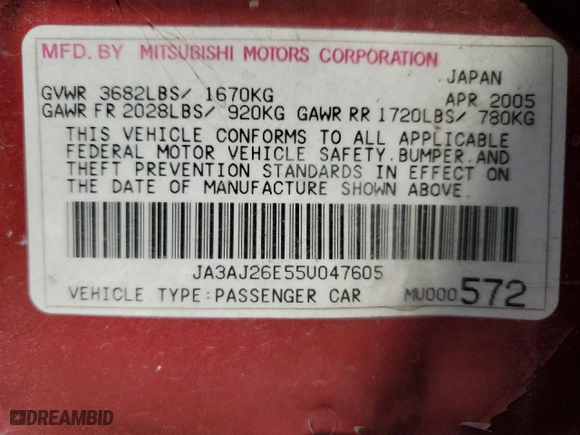 MFD. BY MITSUBISHI MOTORS CORPORATION
JAPAN
GVWR 3682LBS/ 1670KG APR 2005
GAWR FR 2028LBS/ 920KG GAWR RR 1720LBS/ 780KG
THIS VEHICLE CONFORMS TO ALL APPLICABLE
FEDERAL MOTOR VEHICLE SAFETY.BUMPER.AND
THEFT PREVENTION STANDARDS IN EFFECT ON
THE DATE OF MANUFACTURE SHOWN ABOVE.
JA3AJ26E55U047605
VEHICLE TYPE:PASSENGER CAR MU000572
DREAMBID